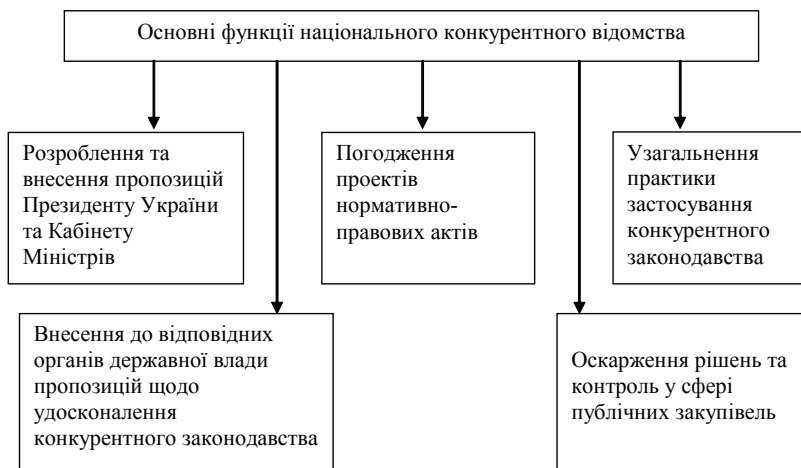 Основні функції національного конкурентного відомства
Розроблення та
внесення пропозицій
Президенту України
та Кабінету
Міністрів
Погодження
проектів
нормативно-
правових актів
Узагальнення
практики
застосування
конкурентного
законодавства
Внесення до відповідних
органів державної влади
пропозицій щодо
удосконалення
конкурентного законодавства
Оскарження рішень та
контроль у сфері
публічних закупівель